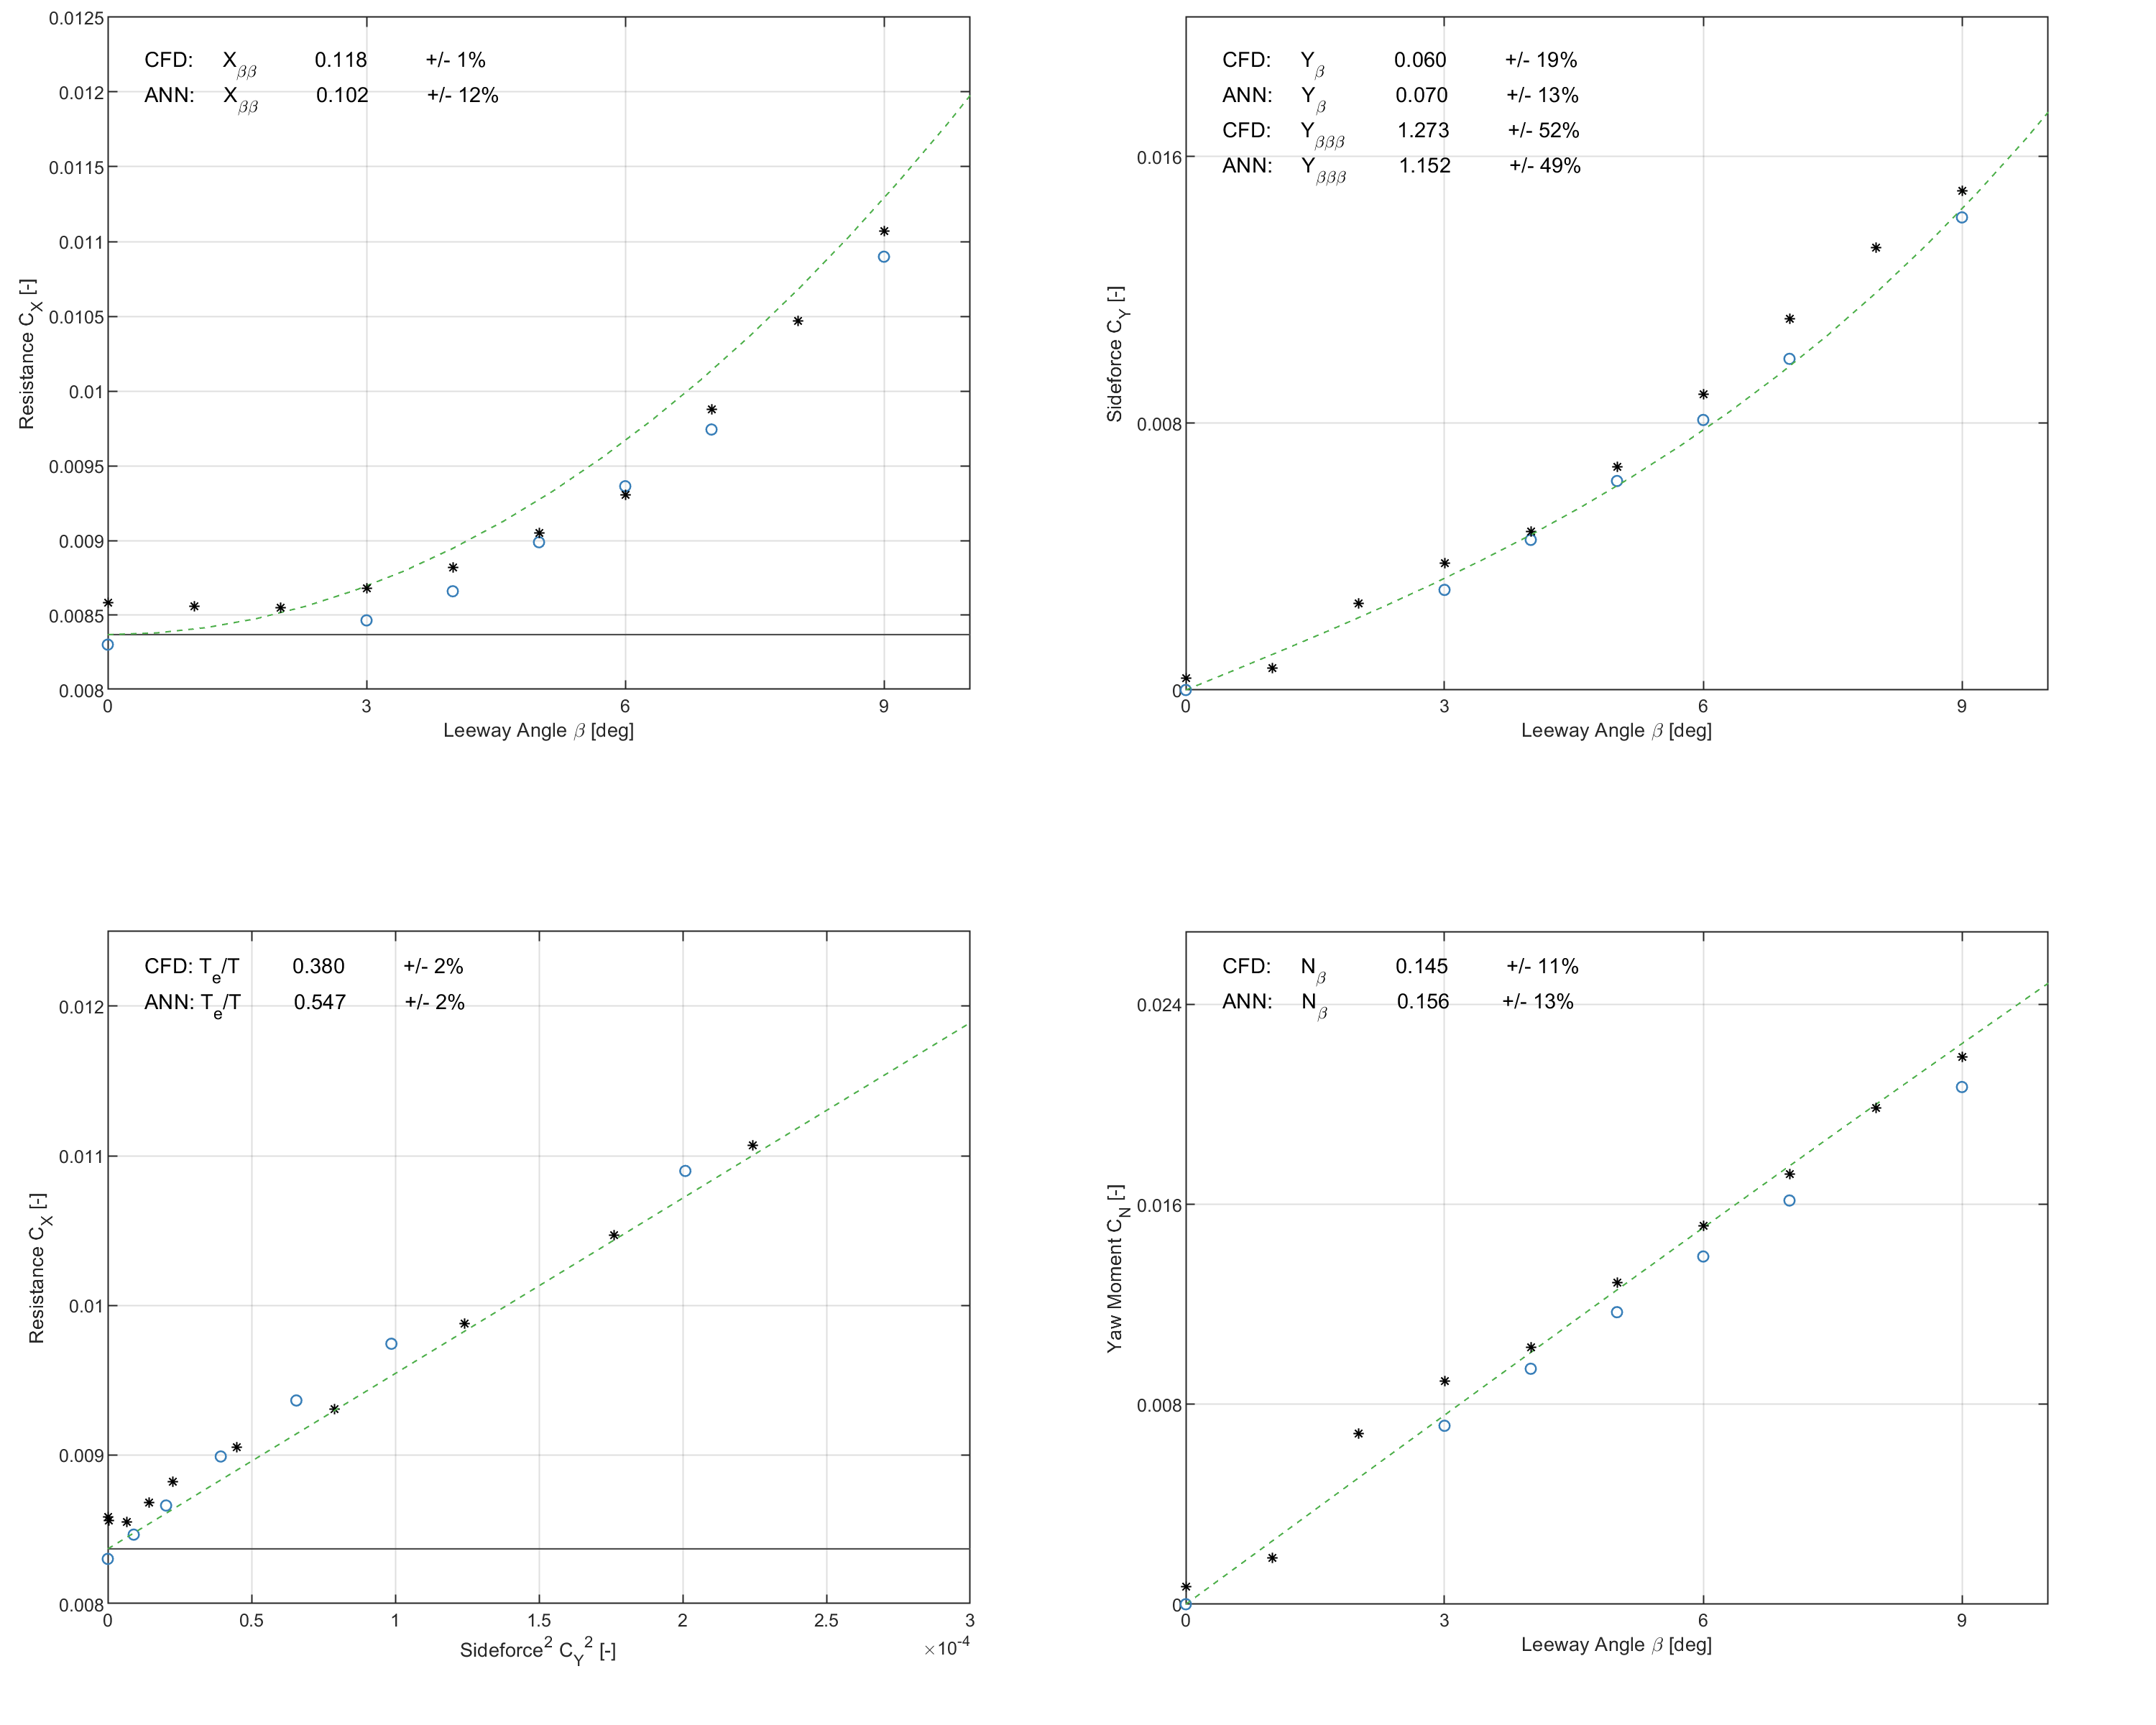 CFD: Xββ 0.118 +/- 1%
ANN: Xββ 0.102 +/- 12%
0.0125
0.012
0.0115
0.011
0.0105
0.01
0.0095
0.009
0.0085
0.008
Resistance CX [-]
0 3 6 9
Leeway Angle β [deg]
CFD: Yβ 0.060 +/- 19%
ANN: Yβ 0.070 +/- 13%
CFD: Yβββ 1.273 +/- 52%
ANN: Yβββ 1.152 +/- 49%
0.016
0.008
0
Sideforce CY [-]
0 3 6 9
Leeway Angle β [deg]
CFD: Te/T 0.380 +/- 2%
ANN: Te/T 0.547 +/- 2%
0.012
0.011
0.01
0.009
0.008
Resistance CX [-]
0 0.5 1 1.5 2 2.5 3
Sideforce² CY² [-]
×10⁻⁴
CFD: Nβ 0.145 +/- 11%
ANN: Nβ 0.156 +/- 13%
0.024
0.016
0.008
0
Yaw Moment CN [-]
0 3 6 9
Leeway Angle β [deg]